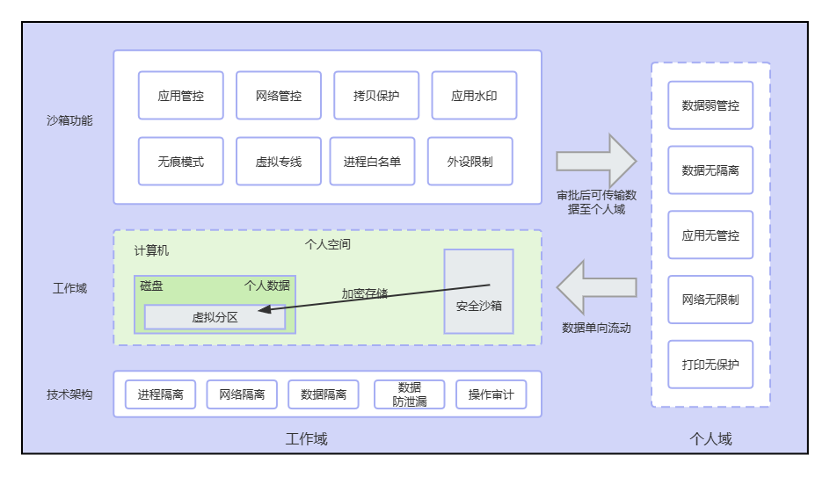 沙箱功能
应用管控
网络管控
拷贝保护
应用水印
无痕模式
虚拟专线
进程白名单
外设限制
工作域
计算机
个人空间
磁盘
个人数据
虚拟分区
加密存储
安全沙箱
技术架构
进程隔离
网络隔离
数据隔离
数据
防泄漏
操作审计
工作域
审批后可传输数
据至个人域
数据单向流动
数据弱管控
数据无隔离
应用无管控
网络无限制
打印无保护
个人域